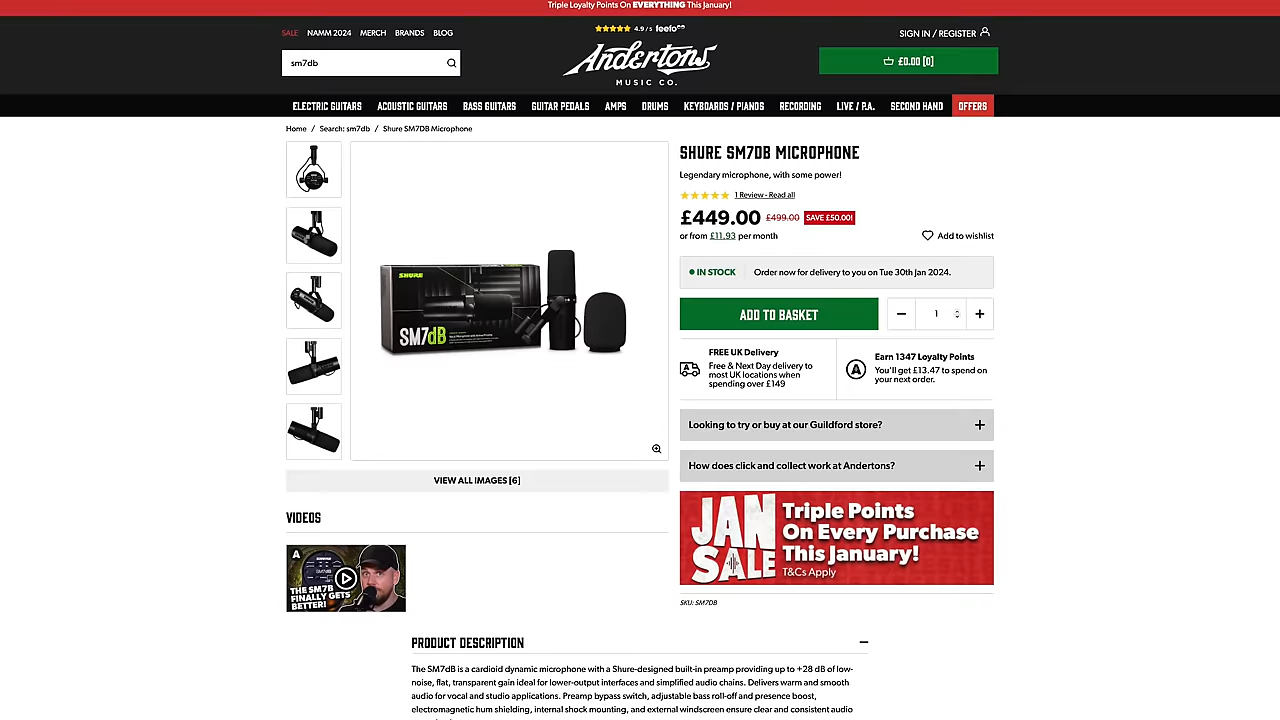 Triple Loyalty Points On EVERYTHING This January!
SALE NAMM 2024 MERCH BRANDS BLOG
4.9 / 5 feefo
SIGN IN / REGISTER
sm7db
Andertons
MUSIC CO.
£0.00 [0]
ELECTRIC GUITARS ACOUSTIC GUITARS BASS GUITARS GUITAR PEDALS AMPS DRUMS KEYBOARDS / PIANOS RECORDING LIVE / P.A. SECOND HAND OFFERS
Home / Search: sm7db / Shure SM7DB Microphone
SHURE SM7DB MICROPHONE
Legendary microphone, with some power!
1 Review - Read all
£449.00 £499.00 SAVE £50.00!
or from £11.93 per month
Add to wishlist
IN STOCK Order now for delivery to you on Tue 30th Jan 2024.
ADD TO BASKET
− 1 +
SHURE
SM7dB
FREE UK Delivery
Free & Next Day delivery to
most UK locations when
spending over £149
A
Earn 1347 Loyalty Points
You'll get £13.47 to spend on
your next order.
Looking to try or buy at our Guildford store? +
How does click and collect work at Andertons? +
VIEW ALL IMAGES [6]
JAN
SALE
Triple Points
On Every Purchase
This January!
T&Cs Apply
VIDEOS
A
THE SM7B
FINALLY GETS
BETTER!
SKU: SM7DB
PRODUCT DESCRIPTION −
The SM7dB is a cardioid dynamic microphone with a Shure-designed built-in preamp providing up to +28 dB of low-
noise, flat, transparent gain ideal for lower-output interfaces and simplified audio chains. Delivers warm and smooth
audio for vocal and studio applications. Preamp bypass switch, adjustable bass roll-off and presence boost,
electromagnetic hum shielding, internal shock mounting, and external windscreen ensure clear and consistent audio